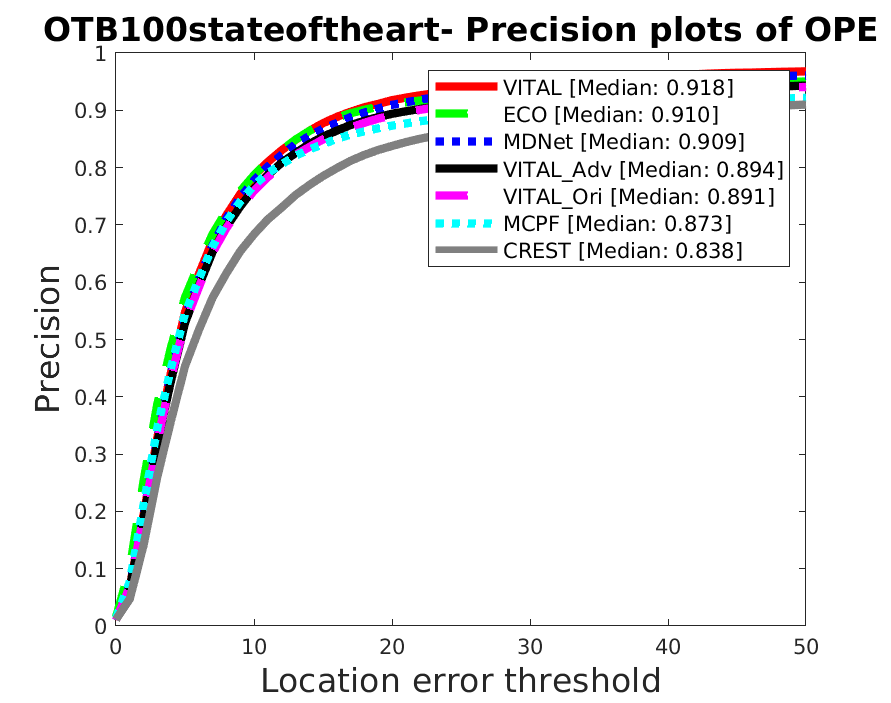 OTB100stateoftheart- Precision plots of OPE
1
0.9
0.8
0.7
0.6
0.5
0.4
0.3
0.2
0.1
0
Precision
VITAL [Median: 0.918]
ECO [Median: 0.910]
MDNet [Median: 0.909]
VITAL_Adv [Median: 0.894]
VITAL_Ori [Median: 0.891]
MCPF [Median: 0.873]
CREST [Median: 0.838]
0 10 20 30 40 50
Location error threshold